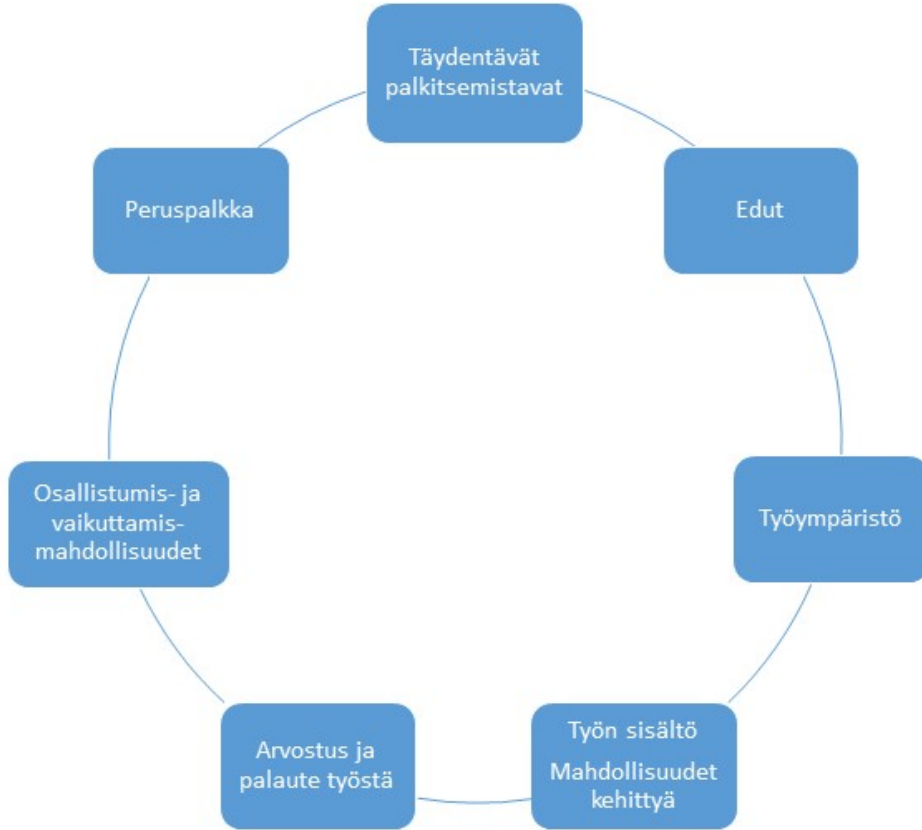 Täydentävät
palkitsemistavat
Edut
Työympäristö
Työn sisältö
Mahdollisuudet
kehittyä
Arvostus ja
palaute työstä
Osallistumis- ja
vaikuttamis-
mahdollisuudet
Peruspalkka